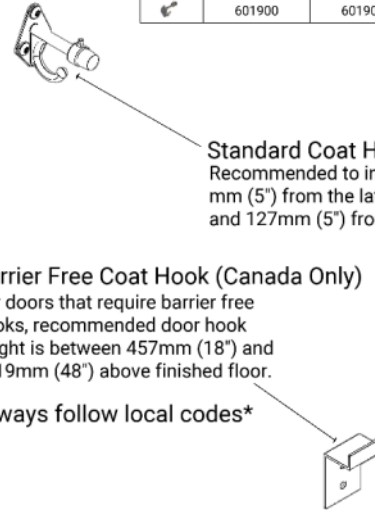 601900 6019
Standard Coat H
Recommended to in
mm (5") from the la
and 127mm (5") fro
rrier Free Coat Hook (Canada Only)
doors that require barrier free
oks, recommended door hook
ght is between 457mm (18") and
19mm (48") above finished floor.
ways follow local codes*